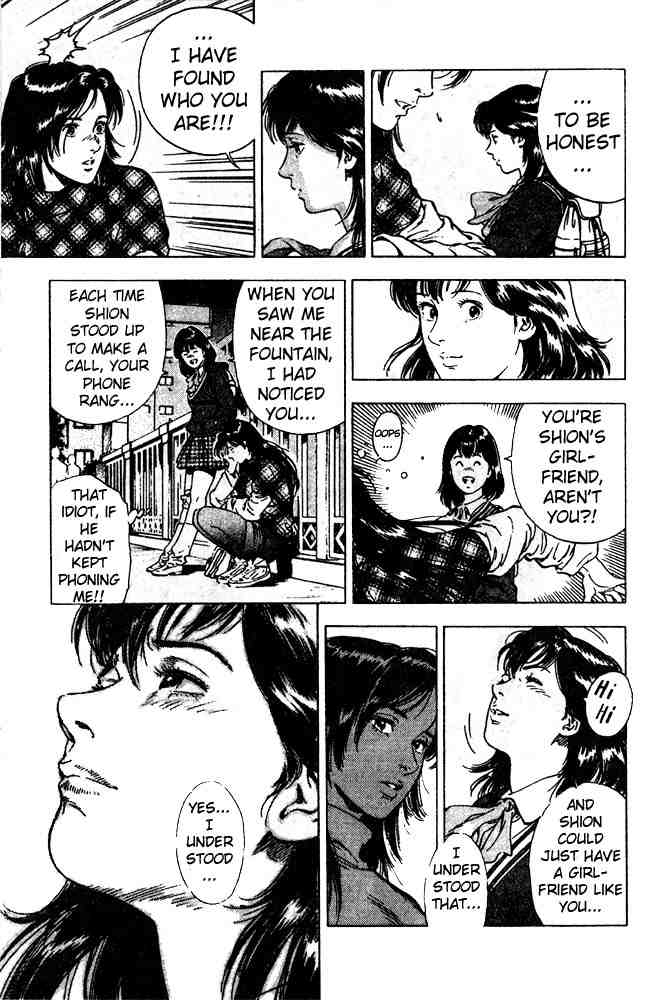 ...
TO BE
HONEST
...
...
I HAVE
FOUND
WHO YOU
ARE!!!
YOU'RE
SHION'S
GIRL-
FRIEND,
AREN'T
YOU?!
OOPS
...
WHEN YOU
SAW ME
NEAR THE
FOUNTAIN,
I HAD
NOTICED
YOU...
EACH TIME
SHION
STOOD UP
TO MAKE A
CALL, YOUR
PHONE
RANG...
THAT
IDIOT, IF
HE
HADN'T
KEPT
PHONING
ME!!
Hi
Hi
AND
SHION
COULD
JUST HAVE
A GIRL-
FRIEND LIKE
YOU...
I
UNDER
STOOD
THAT...
YES...
I
UNDER
STOOD
...